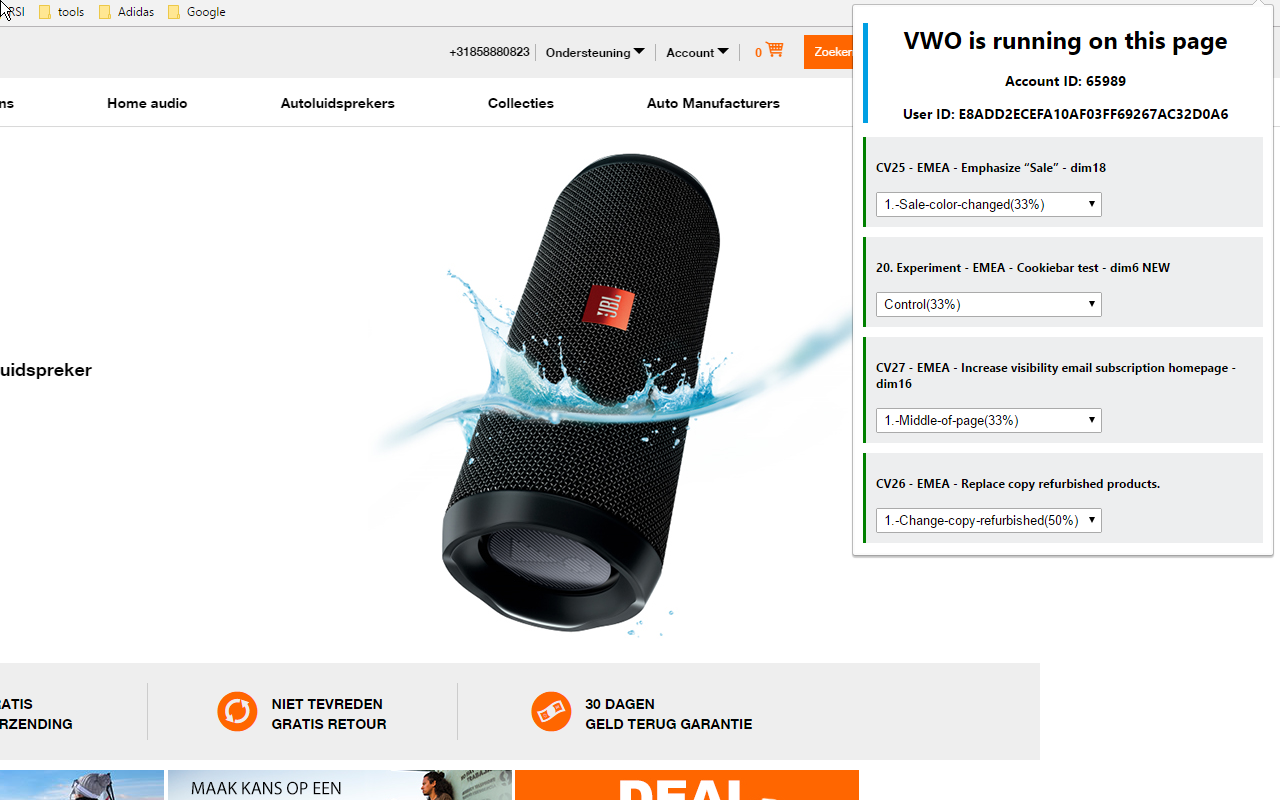 RSI
tools
Adidas
Google
+31858880823
Ondersteuning
Account
0
Zoeken
ns
Home audio
Autoluidsprekers
Collecties
Auto Manufacturers
uidspreker
JBL
VWO is running on this page
Account ID: 65989
User ID: E8ADD2ECEFA10AF03FF69267AC32D0A6
CV25 - EMEA - Emphasize “Sale” - dim18
1.-Sale-color-changed(33%)
20. Experiment - EMEA - Cookiebar test - dim6 NEW
Control(33%)
CV27 - EMEA - Increase visibility email subscription homepage -
dim16
1.-Middle-of-page(33%)
CV26 - EMEA - Replace copy refurbished products.
1.-Change-copy-refurbished(50%)
ATIS
RZENDING
NIET TEVREDEN
GRATIS RETOUR
30 DAGEN
GELD TERUG GARANTIE
MAAK KANS OP EEN
DEAL